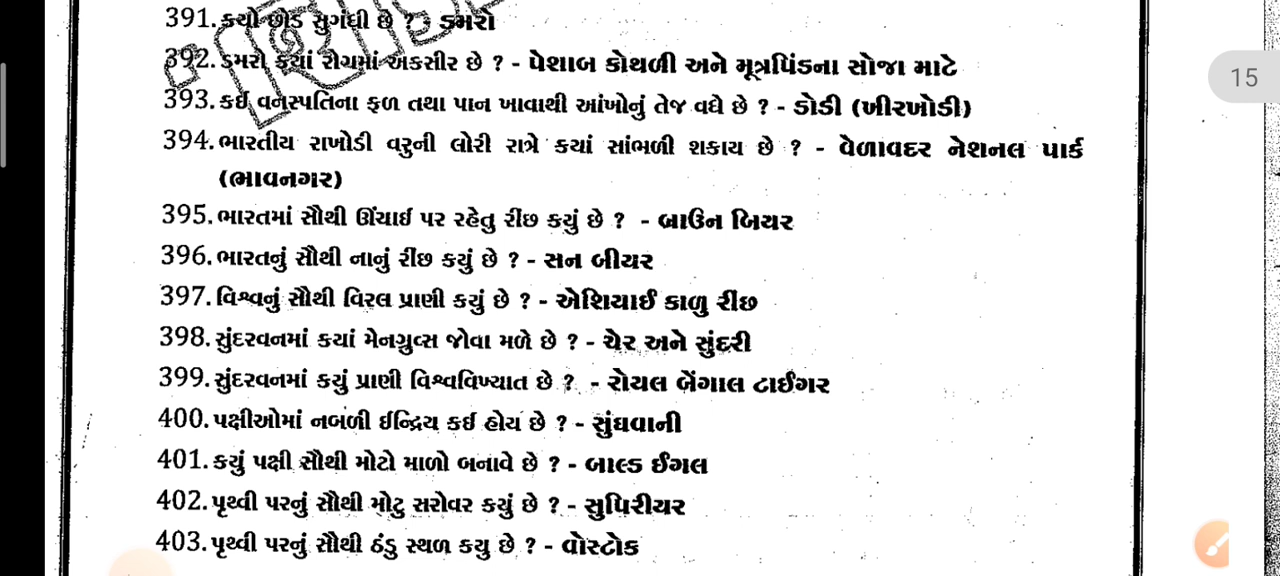 391. કયો છોડ સુગંધી છે ? - ડમરો
392. ડમરો કયાં રોગમાં અકસીર છે ? - પેશાબ કોથળી અને મૂત્રપિંડના સોજા માટે
15
393. કઈ વનસ્પતિના ફળ તથા પાન ખાવાથી આંખોનું તેજ વધે છે ? - ડોડી (ખીરખોડી)
394. ભારતીય રાખોડી વરુની લોરી રાત્રે કયાં સાંભળી શકાય છે ? - વેળાવદર નેશનલ પાર્ક
(ભાવનગર)
395. ભારતમાં સૌથી ઊંચાઈ પર રહેતુ રીંછ કયું છે ? - બ્રાઉન બિયર
396. ભારતનું સૌથી નાનું રીંછ કયું છે ? - સન બીયર
397. વિશ્વનું સૌથી વિરલ પ્રાણી કયું છે ? - એશિયાઈ કાળુ રીંછ
398. સુંદરવનમાં કયાં મેનગ્રુવ્સ જોવા મળે છે ? - ચેર અને સુંદરી
399. સુંદરવનમાં કયું પ્રાણી વિશ્વવિખ્યાત છે ? - રોયલ બેંગાલ ટાઈગર
400. પક્ષીઓમાં નબળી ઈન્દ્રિય કઈ હોય છે ? - સુંઘવાની
401. કયું પક્ષી સૌથી મોટો માળો બનાવે છે ? - બાલ્ડ ઈગલ
402. પૃથ્વી પરનું સૌથી મોટુ સરોવર કયું છે ? - સુપિરીયર
403. પૃથ્વી પરનું સૌથી ઠંડુ સ્થળ કયુ છે ? - વોસ્ટોક